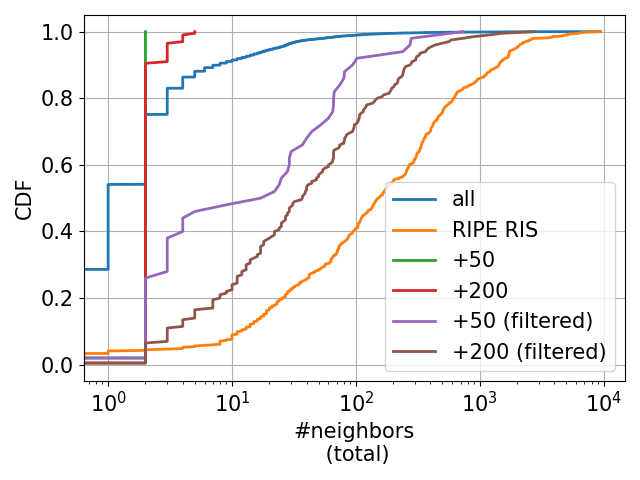 1.0
0.8
0.6
0.4
0.2
0.0
CDF
all
RIPE RIS
+50
+200
+50 (filtered)
+200 (filtered)
10⁰
10¹
10²
10³
10⁴
#neighbors
(total)